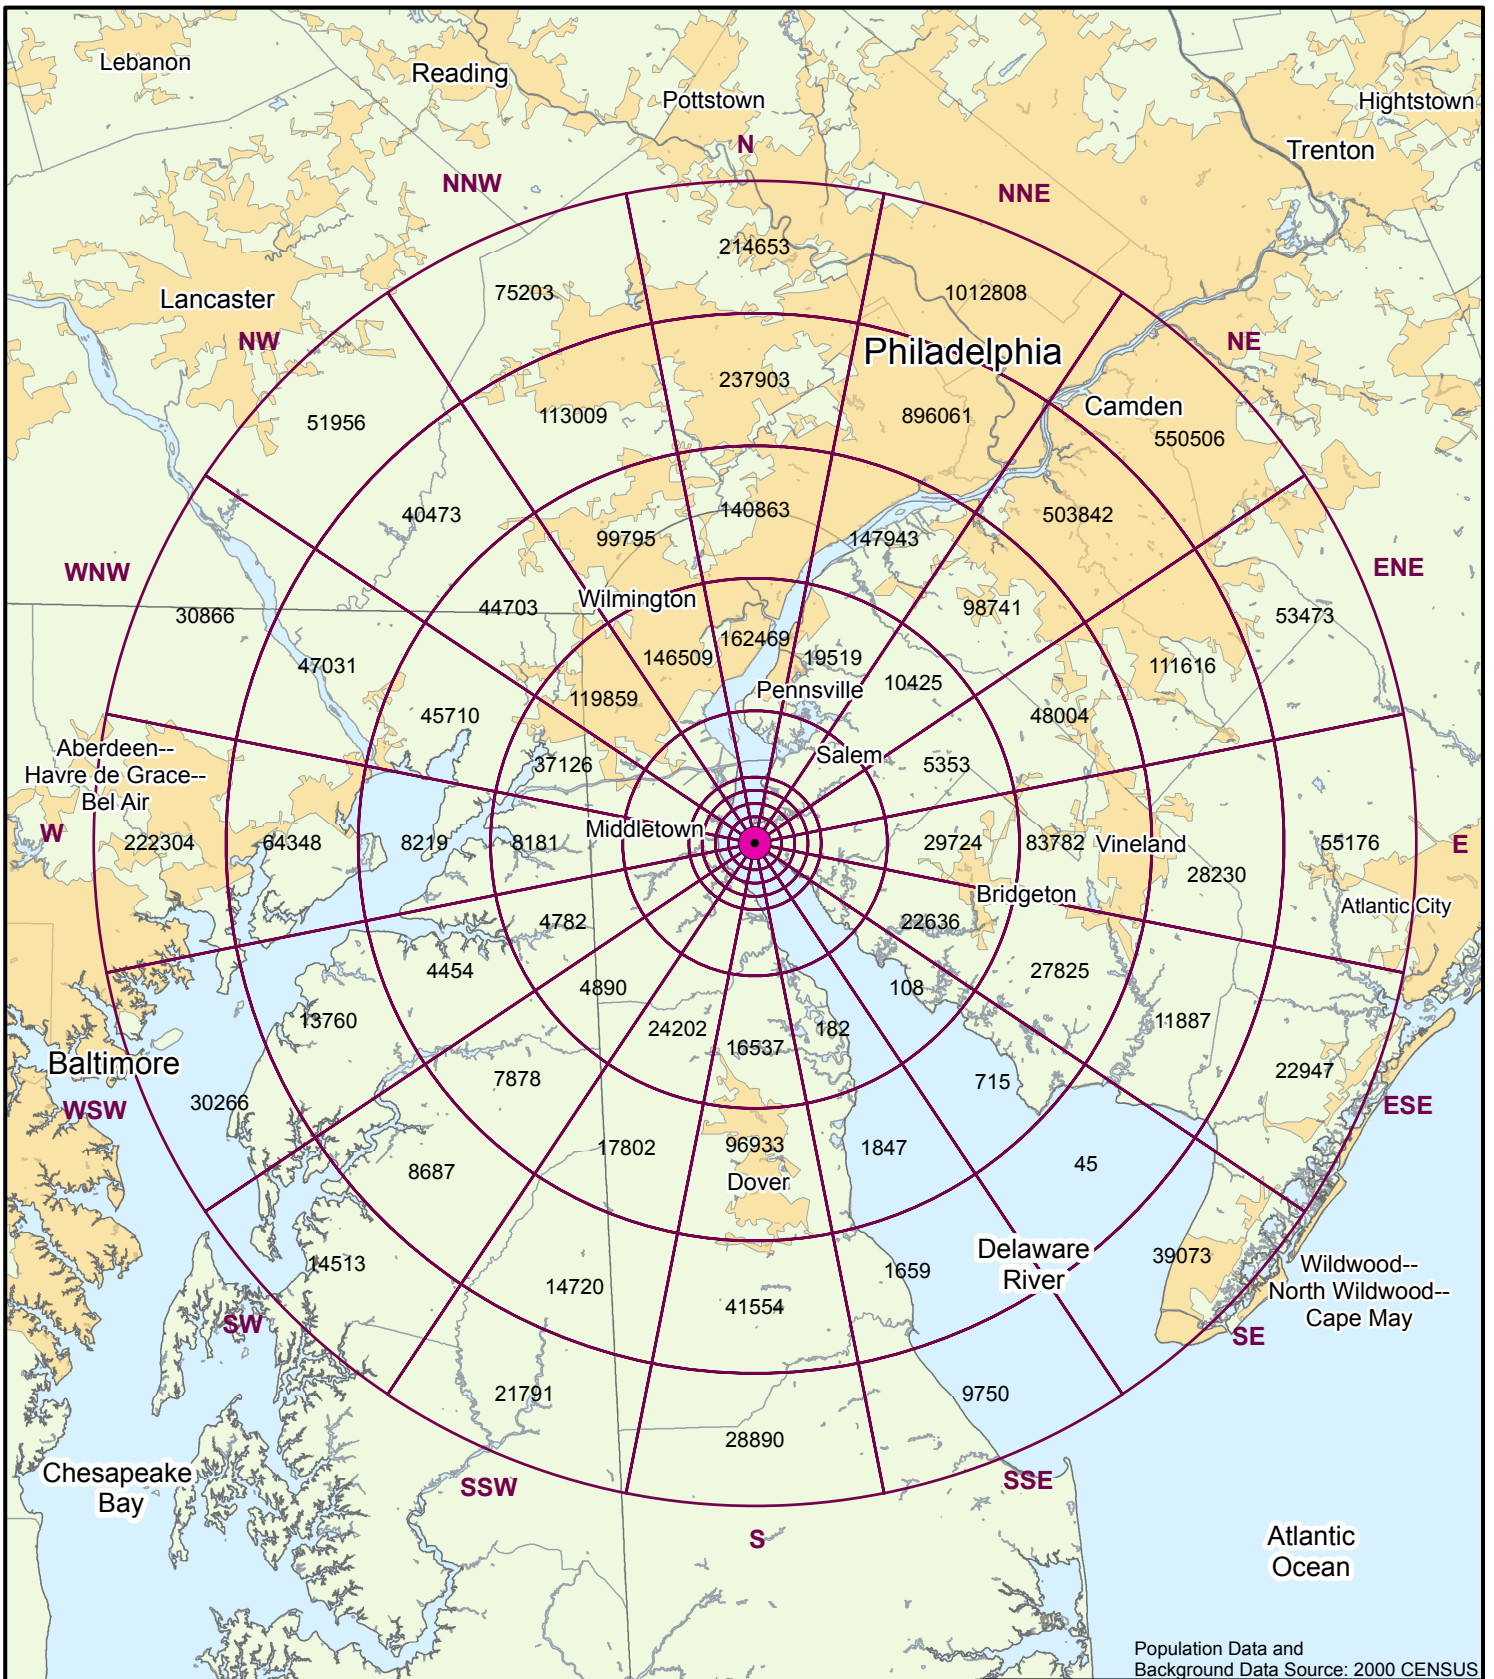 Lebanon
Reading
Pottstown
Hightstown
N
Trenton
NNW
NNE
214653
75203
1012808
Lancaster
NW
NE
Philadelphia
237903
Camden
51956
113009
896061
550506
40473
140863
503842
99795
147943
WNW
ENE
Wilmington
44703
98741
30866
53473
162469
146509
19519
47031
111616
10425
Pennsville
119859
45710
48004
Aberdeen--
Havre de Grace--
Bel Air
Salem
37126
5353
W
Middletown
222304
64348
8219
8181
29724
83782
Vineland
55176
E
28230
Bridgeton
Atlantic City
4782
22636
4454
27825
4890
108
13760
24202
182
11887
16537
Baltimore
7878
715
22947
30266
WSW
ESE
17802
96933
1847
45
8687
Dover
Delaware
River
39073
14513
1659
Wildwood--
North Wildwood--
Cape May
14720
41554
SW
SE
21791
9750
28890
Chesapeake
Bay
SSW
SSE
S
Atlantic
Ocean
Population Data and
Background Data Source: 2000 CENSUS